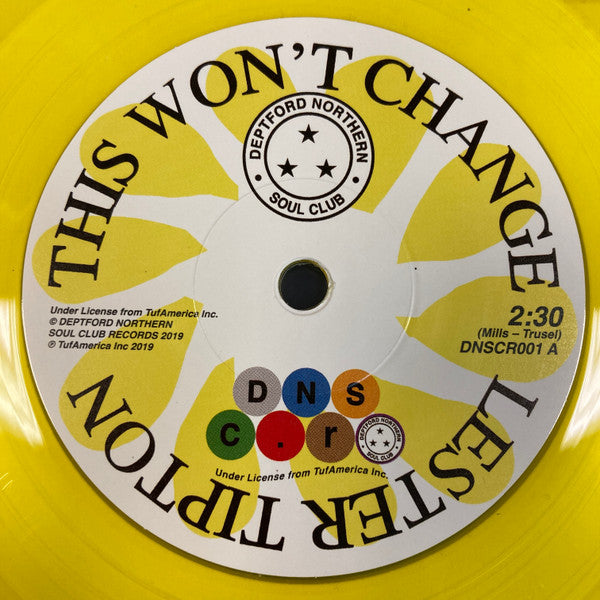 THIS WON'T CHANGE
DEPTFORD NORTHERN
SOUL CLUB
Under License from TufAmerica Inc.
© DEPTFORD NORTHERN
SOUL CLUB RECORDS 2019
℗ TufAmerica Inc 2019
2:30
(Mills – Trusel)
DNSCR001 A
DNS
C.r
DEPTFORD NORTHERN
SOUL CLUB
Under License from TufAmerica Inc.
LESTER TIPTON